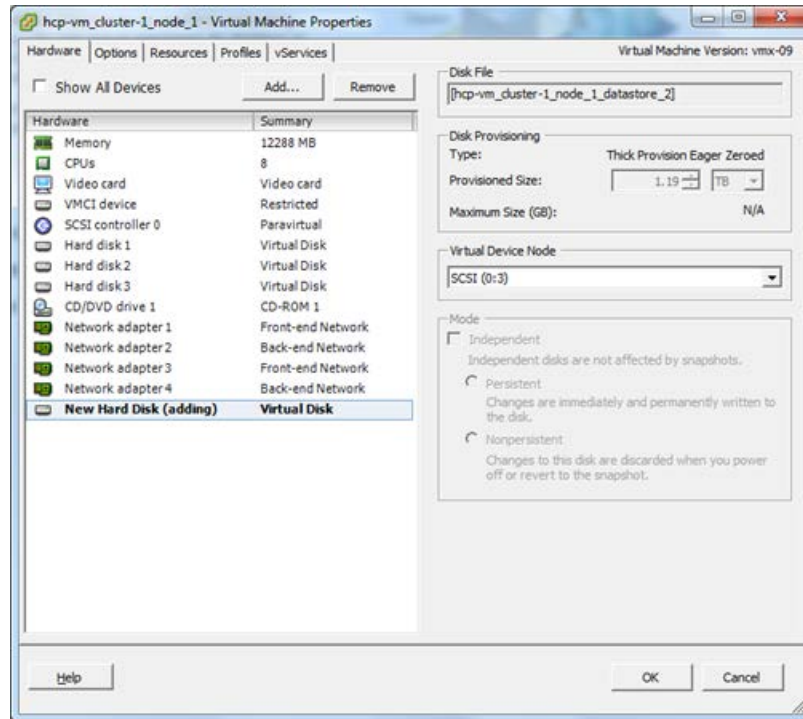 hcp-vm_cluster-1_node_1 - Virtual Machine Properties
Hardware Options Resources Profiles vServices Virtual Machine Version: vmx-09
Show All Devices Add... Remove
Hardware Summary
Memory 12288 MB
CPUs 8
Video card Video card
VMCI device Restricted
SCSI controller 0 Paravirtual
Hard disk 1 Virtual Disk
Hard disk 2 Virtual Disk
Hard disk 3 Virtual Disk
CD/DVD drive 1 CD-ROM 1
Network adapter 1 Front-end Network
Network adapter 2 Back-end Network
Network adapter 3 Front-end Network
Network adapter 4 Back-end Network
New Hard Disk (adding) Virtual Disk
Disk File
[hcp-vm_cluster-1_node_1_datastore_2]
Disk Provisioning
Type: Thick Provision Eager Zeroed
Provisioned Size: 1.19 TB
Maximum Size (GB): N/A
Virtual Device Node
SCSI (0:3)
Mode
Independent
Independent disks are not affected by snapshots.
Persistent
Changes are immediately and permanently written to
the disk.
Nonpersistent
Changes to this disk are discarded when you power
off or revert to the snapshot.
Help OK Cancel